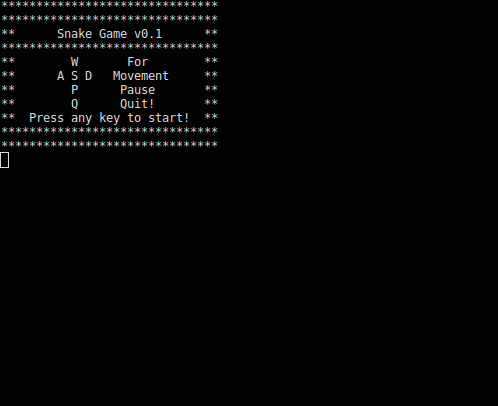 *******************************
*******************************
**      Snake Game v0.1      **
*******************************
**        W       For        **
**      A S D   Movement     **
**        P      Pause       **
**        Q      Quit!       **
**  Press any key to start!  **
*******************************
*******************************